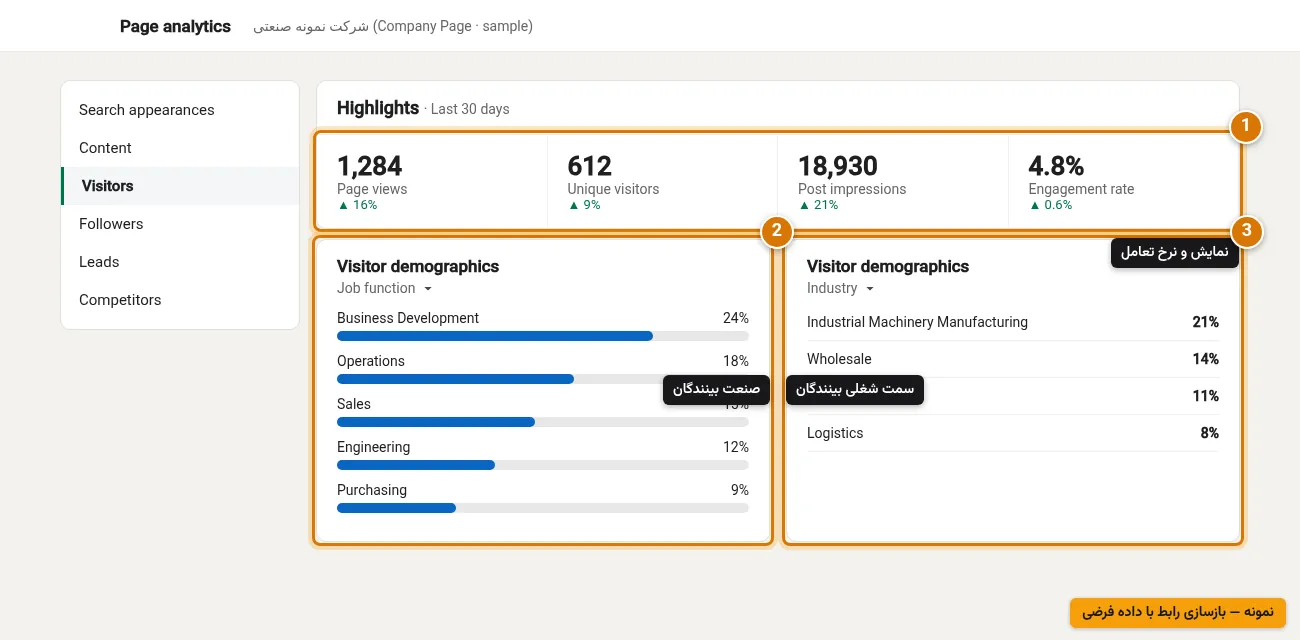 Page analytics
شرکت نمونه صنعتی (Company Page · sample)
Search appearances
Content
Visitors
Followers
Leads
Competitors
Highlights · Last 30 days
1
1,284
Page views
▲ 16%
612
Unique visitors
▲ 9%
18,930
Post impressions
▲ 21%
4.8%
Engagement rate
▲ 0.6%
2
Visitor demographics
Job function
Business Development 24%
Operations 18%
صنعت بینندگان
Sales
Engineering 12%
Purchasing 9%
3
نمایش و نرخ تعامل
Visitor demographics
Industry
Industrial Machinery Manufacturing 21%
Wholesale 14%
سمت شغلی بینندگان
11%
Logistics 8%
نمونه — بازسازی رابط با داده فرضی